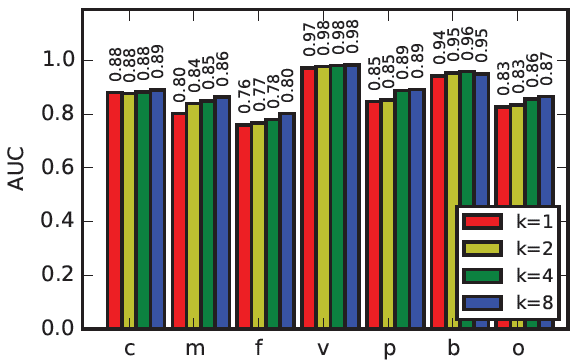 AUC
1.0
0.8
0.6
0.4
0.2
0.0
0.88 0.88 0.88 0.89
0.80 0.84 0.85 0.86
0.76 0.77 0.78 0.80
0.97 0.98 0.98 0.98
0.85 0.85 0.89 0.89
0.94 0.95 0.96 0.95
0.83 0.83 0.86 0.87
k=1
k=2
k=4
k=8
c m f v p b o